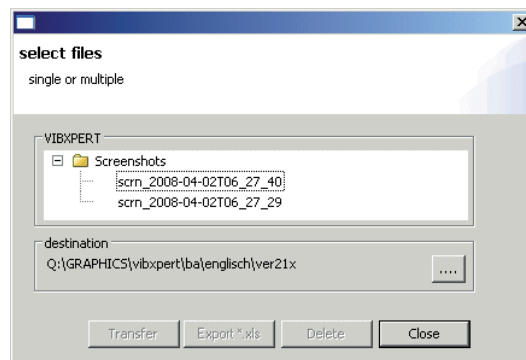 select files
single or multiple
VIBXPERT
Screenshots
scrn_2008-04-02T06_27_40
scrn_2008-04-02T06_27_29
destination
Q:\GRAPHICS\vibxpert\ba\englisch\ver21x
....
Transfer
Export *.xls
Delete
Close